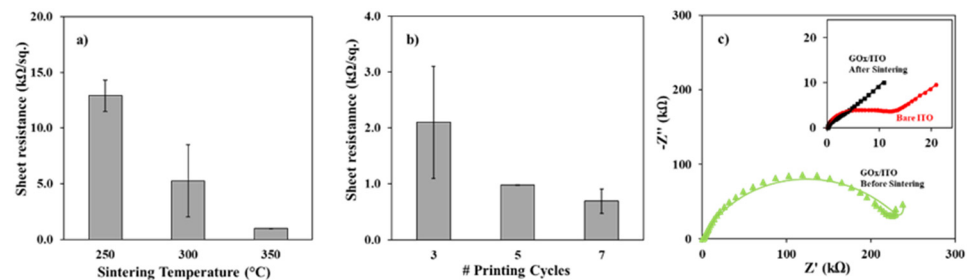 a)
Sheet resistance (kΩ/sq.)
20.0
15.0
10.0
5.0
0.0
250
300
350
Sintering Temperature (°C)
b)
Sheet resistannce (kΩ/sq.)
4.0
3.0
2.0
1.0
0.0
3
5
7
# Printing Cycles
c)
-Z'' (kΩ)
300
200
100
0
0
100
200
300
Z' (kΩ)
GOx/ITO
Before Sintering
20
10
0
0
10
20
GOx/ITO
After Sintering
Bare ITO